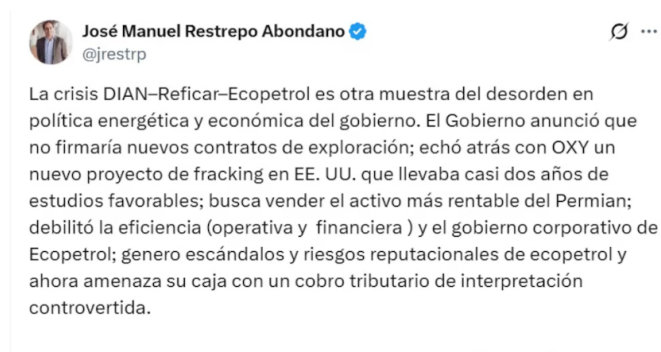 José Manuel Restrepo Abondano
@jrestrp
La crisis DIAN–Reficar–Ecopetrol es otra muestra del desorden en
política energética y económica del gobierno. El Gobierno anunció que
no firmaría nuevos contratos de exploración; echó atrás con OXY un
nuevo proyecto de fracking en EE. UU. que llevaba casi dos años de
estudios favorables; busca vender el activo más rentable del Permian;
debilitó la eficiencia (operativa y  financiera ) y el gobierno corporativo de
Ecopetrol; genero escándalos y riesgos reputacionales de ecopetrol y
ahora amenaza su caja con un cobro tributario de interpretación
controvertida.